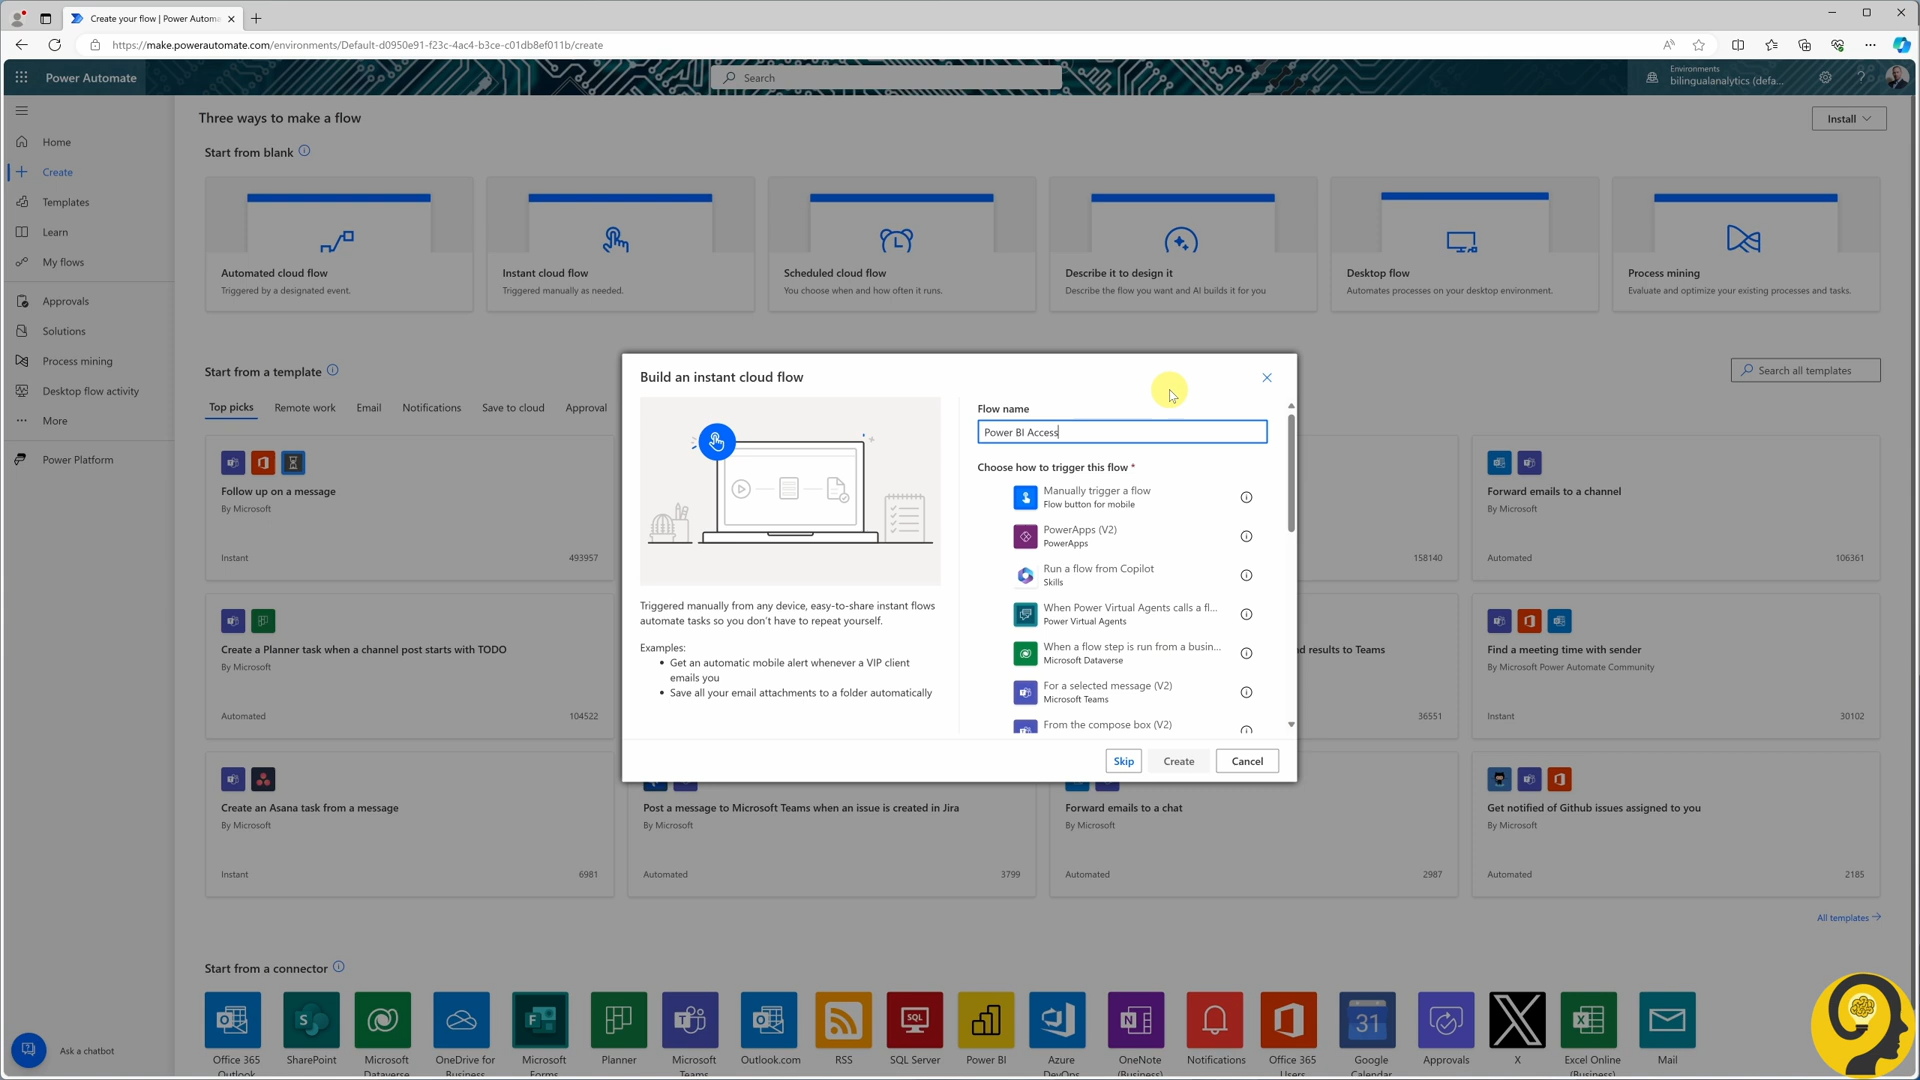 Create your flow | Power Autom
https://make.powerautomate.com/environments/Default-d0950e91-f23c-4ac4-b3ce-c01db8ef011b/create
Power Automate
Search
Environments
bilingualanalytics (defa...
Home
Create
Templates
Learn
My flows
Approvals
Solutions
Process mining
Desktop flow activity
More
Power Platform
Ask a chatbot
Three ways to make a flow
Install
Start from blank
Automated cloud flow
Triggered by a designated event.
Instant cloud flow
Triggered manually as needed.
Scheduled cloud flow
You choose when and how often it runs.
Describe it to design it
Describe the flow you want and AI builds it for you
Desktop flow
Automates processes on your desktop environment.
Process mining
Evaluate and optimize your existing processes and tasks.
Start from a template
Search all templates
Top picks
Remote work
Email
Notifications
Save to cloud
Approval
Follow up on a message
By Microsoft
Instant
493957
158140
Forward emails to a channel
By Microsoft
Automated
106361
Create a Planner task when a channel post starts with TODO
By Microsoft
Automated
104522
d results to Teams
36551
Find a meeting time with sender
By Microsoft Power Automate Community
Instant
30102
Create an Asana task from a message
By Microsoft
Instant
6981
Post a message to Microsoft Teams when an issue is created in Jira
By Microsoft
Automated
3799
Forward emails to a chat
By Microsoft
Automated
2987
Get notified of Github issues assigned to you
By Microsoft
Automated
2185
All templates
Build an instant cloud flow
Triggered manually from any device, easy-to-share instant flows
automate tasks so you don't have to repeat yourself.
Examples:
• Get an automatic mobile alert whenever a VIP client
emails you
• Save all your email attachments to a folder automatically
Flow name
Power BI Access
Choose how to trigger this flow *
Manually trigger a flow
Flow button for mobile
PowerApps (V2)
PowerApps
Run a flow from Copilot
Skills
When Power Virtual Agents calls a fl...
Power Virtual Agents
When a flow step is run from a busin...
Microsoft Dataverse
For a selected message (V2)
Microsoft Teams
From the compose box (V2)
Skip
Create
Cancel
Start from a connector
SQL
31
Office 365
Outlook
SharePoint
Microsoft
Dataverse
OneDrive for
Business
Microsoft
Forms
Planner
Microsoft
Teams
Outlook.com
RSS
SQL Server
Power BI
Azure
DevOps
OneNote
(Business)
Notifications
Office 365
Users
Google
Calendar
Approvals
X
Excel Online
(Business)
Mail